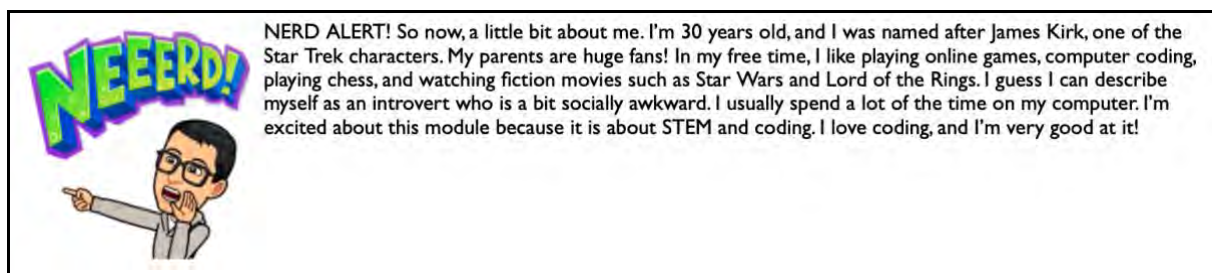 NEEERD!
NERD ALERT! So now, a little bit about me. I'm 30 years old, and I was named after James Kirk, one of the
Star Trek characters. My parents are huge fans! In my free time, I like playing online games, computer coding,
playing chess, and watching fiction movies such as Star Wars and Lord of the Rings. I guess I can describe
myself as an introvert who is a bit socially awkward. I usually spend a lot of the time on my computer. I'm
excited about this module because it is about STEM and coding. I love coding, and I'm very good at it!